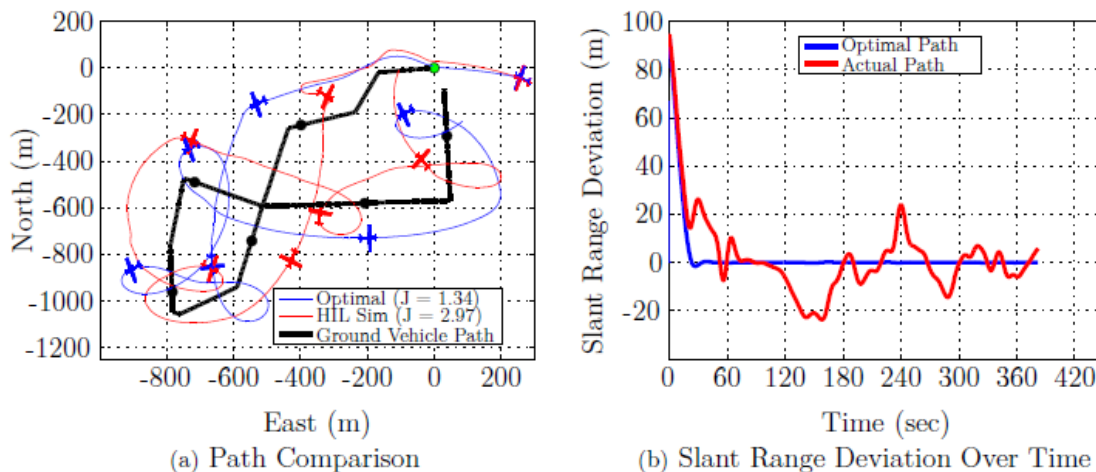 200
0
-200
-400
-600
-800
-1000
-1200
North (m)
-800 -600 -400 -200 0 200
East (m)
Optimal (J = 1.34)
HIL Sim (J = 2.97)
Ground Vehicle Path
(a) Path Comparison
100
80
60
40
20
0
-20
Slant Range Deviation (m)
0 60 120 180 240 300 360 420
Time (sec)
Optimal Path
Actual Path
(b) Slant Range Deviation Over Time